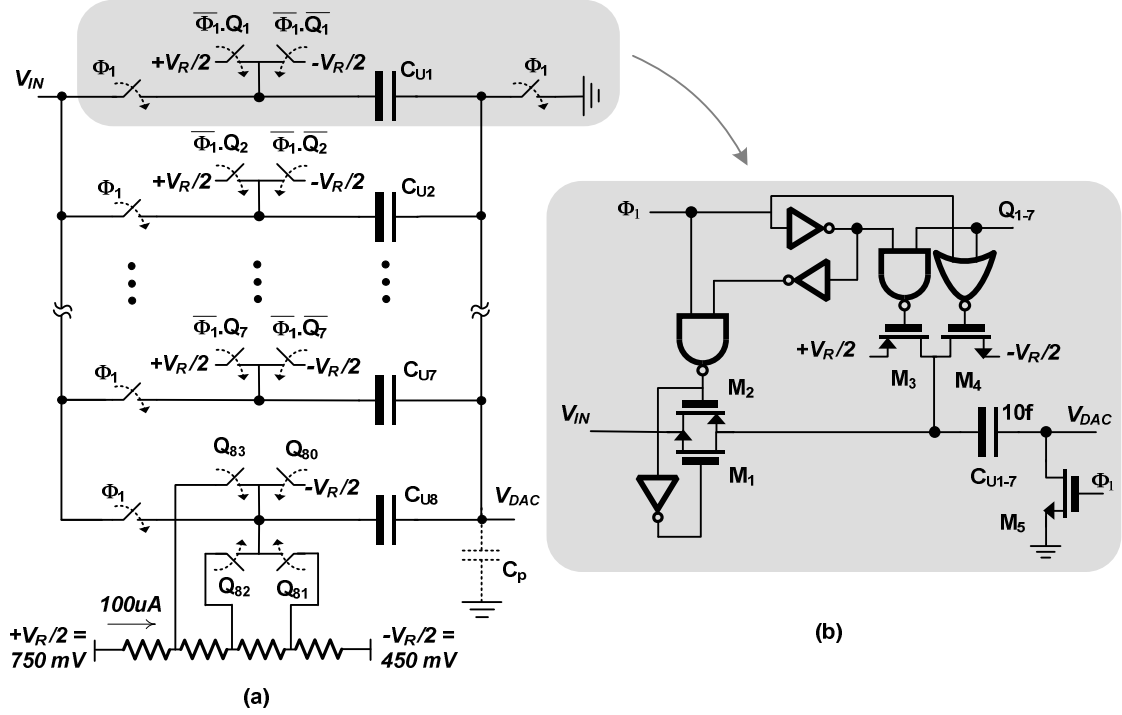 Φ̅1.Q1 Φ̅1.Q̅1
+VR/2 -VR/2
CU1
VIN Φ1 Φ1
Φ̅1.Q2 Φ̅1.Q̅2
+VR/2 -VR/2
CU2
Φ1
Φ̅1.Q7 Φ̅1.Q̅7
+VR/2 -VR/2
CU7
Φ1
Q83 Q80
-VR/2
CU8
VDAC
Φ1
Q82 Q81
Cp
100uA
+VR/2 =
750 mV
-VR/2 =
450 mV
(a)
Φ1 Q1-7
+VR/2 -VR/2
M3 M4
M2
VIN 10f VDAC
M1 CU1-7
Φ1
M5
(b)